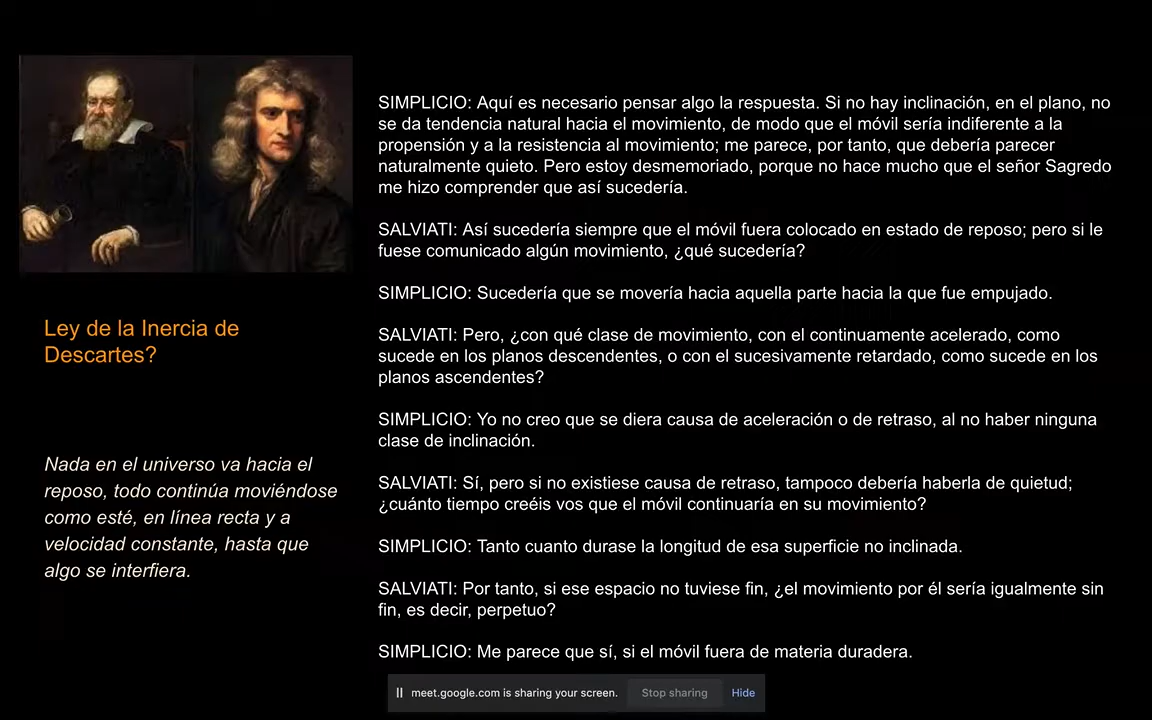 Ley de la Inercia de
Descartes?
Nada en el universo va hacia el
reposo, todo continúa moviéndose
como esté, en línea recta y a
velocidad constante, hasta que
algo se interfiera.
SIMPLICIO: Aquí es necesario pensar algo la respuesta. Si no hay inclinación, en el plano, no
se da tendencia natural hacia el movimiento, de modo que el móvil sería indiferente a la
propensión y a la resistencia al movimiento; me parece, por tanto, que debería parecer
naturalmente quieto. Pero estoy desmemoriado, porque no hace mucho que el señor Sagredo
me hizo comprender que así sucedería.
SALVIATI: Así sucedería siempre que el móvil fuera colocado en estado de reposo; pero si le
fuese comunicado algún movimiento, ¿qué sucedería?
SIMPLICIO: Sucedería que se movería hacia aquella parte hacia la que fue empujado.
SALVIATI: Pero, ¿con qué clase de movimiento, con el continuamente acelerado, como
sucede en los planos descendentes, o con el sucesivamente retardado, como sucede en los
planos ascendentes?
SIMPLICIO: Yo no creo que se diera causa de aceleración o de retraso, al no haber ninguna
clase de inclinación.
SALVIATI: Sí, pero si no existiese causa de retraso, tampoco debería haberla de quietud;
¿cuánto tiempo creéis vos que el móvil continuaría en su movimiento?
SIMPLICIO: Tanto cuanto durase la longitud de esa superficie no inclinada.
SALVIATI: Por tanto, si ese espacio no tuviese fin, ¿el movimiento por él sería igualmente sin
fin, es decir, perpetuo?
SIMPLICIO: Me parece que sí, si el móvil fuera de materia duradera.
meet.google.com is sharing your screen. Stop sharing Hide